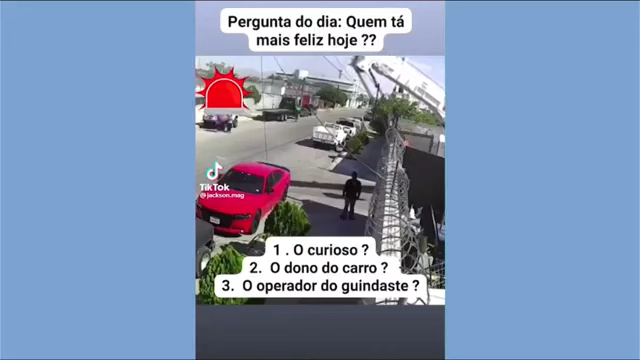 Pergunta do dia: Quem tá
mais feliz hoje ??
TikTok
@jackson.mag
1 . O curioso ?
2. O dono do carro ?
3. O operador do guindaste ?